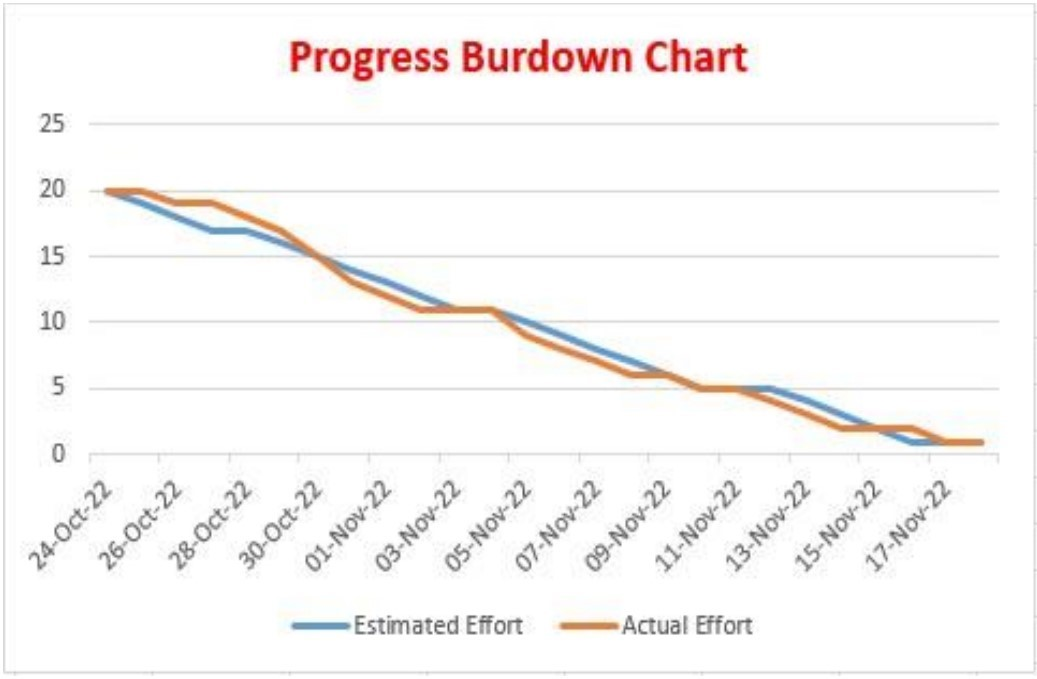 Progress Burdown Chart
25
20
15
10
5
0
24-Oct-22
26-Oct-22
28-Oct-22
30-Oct-22
01-Nov-22
03-Nov-22
05-Nov-22
07-Nov-22
09-Nov-22
11-Nov-22
13-Nov-22
15-Nov-22
17-Nov-22
Estimated Effort
Actual Effort